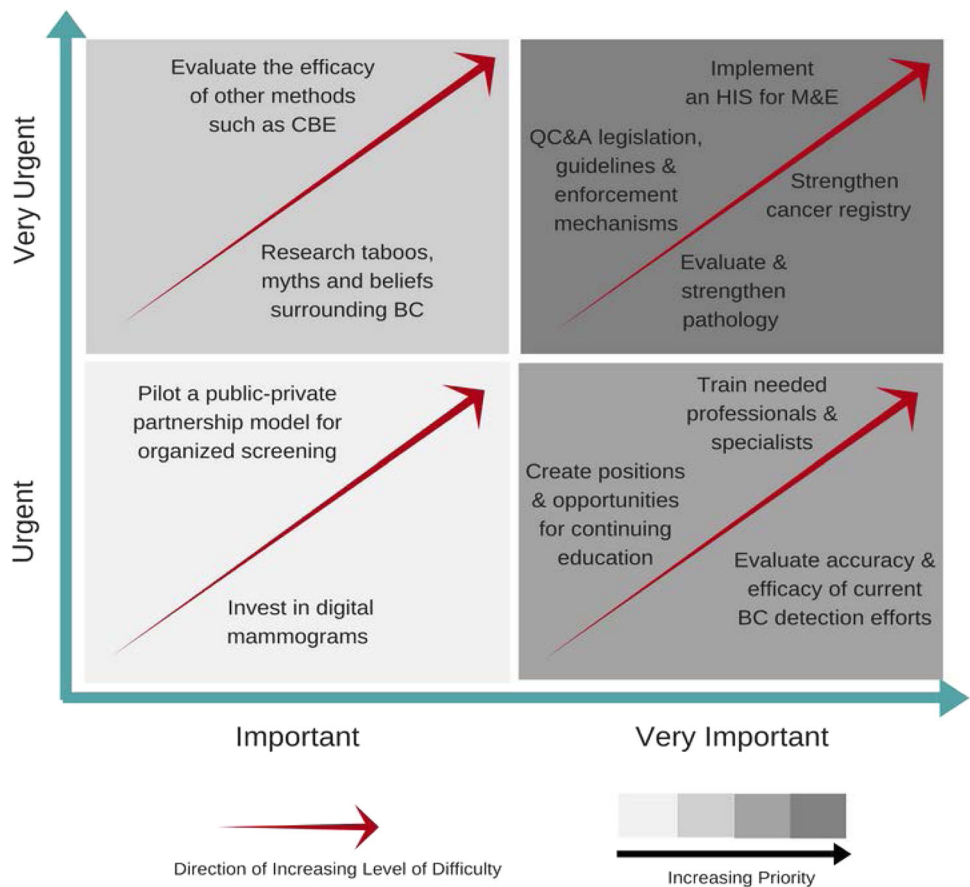 Very Urgent
Evaluate the efficacy
of other methods
such as CBE
Research taboos,
myths and beliefs
surrounding BC
Implement
an HIS for M&E
QC&A legislation,
guidelines &
enforcement
mechanisms
Strengthen
cancer registry
Evaluate &
strengthen
pathology
Urgent
Pilot a public-private
partnership model for
organized screening
Invest in digital
mammograms
Train needed
professionals &
specialists
Create positions
& opportunities
for continuing
education
Evaluate accuracy &
efficacy of current
BC detection efforts
Important
Very Important
Direction of Increasing Level of Difficulty
Increasing Priority